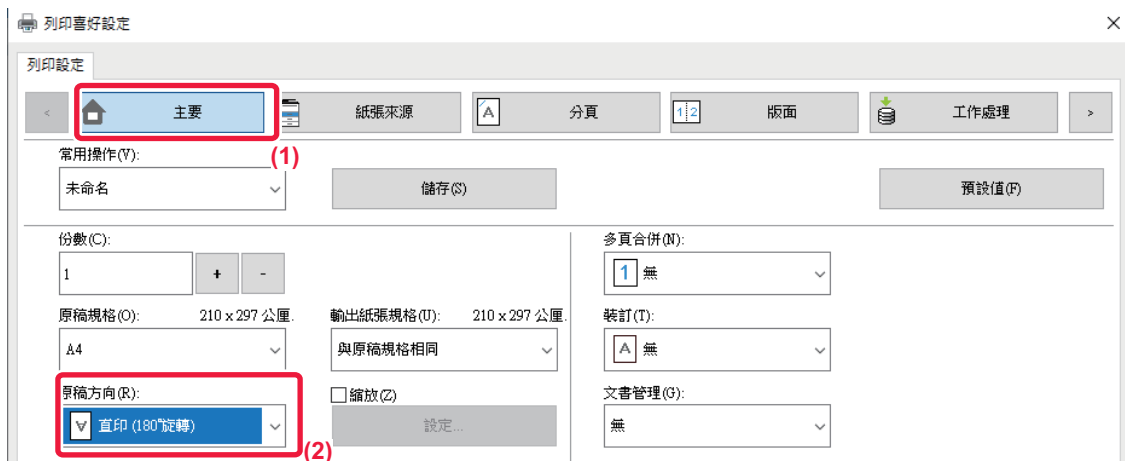 列印喜好設定
列印設定
< 主要 紙張來源 A 分頁 1 2 版面 工作處理 >
(1)
常用操作(V):
未命名 儲存(S) 預設值(F)
份數(C): 多頁合併(N):
1 + - 1 無
原稿規格(O): 210 x 297 公厘. 輸出紙張規格(U): 210 x 297 公厘. 裝訂(T):
A4 與原稿規格相同 A 無
原稿方向(R): 縮放(Z) 文書管理(G):
A 直印 (180°旋轉) 設定... 無
(2)